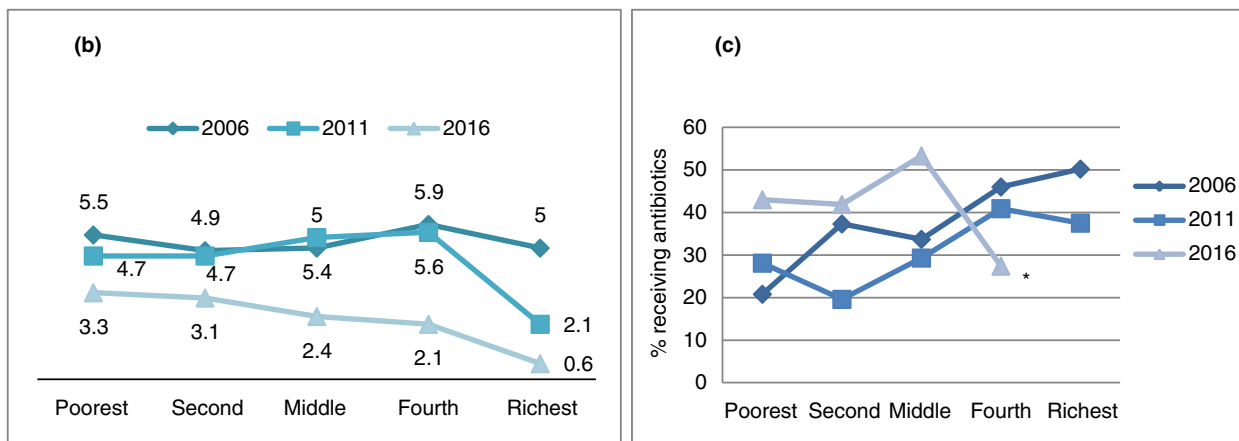 (b)
2006 2011 2016
5.5 4.9 5 5.9 5
4.7 4.7 5.4 5.6 2.1
3.3 3.1 2.4 2.1 0.6
Poorest Second Middle Fourth Richest
(c)
% receiving antibiotics
60
50
40
30
20
10
0
*
Poorest Second Middle Fourth Richest
2006
2011
2016